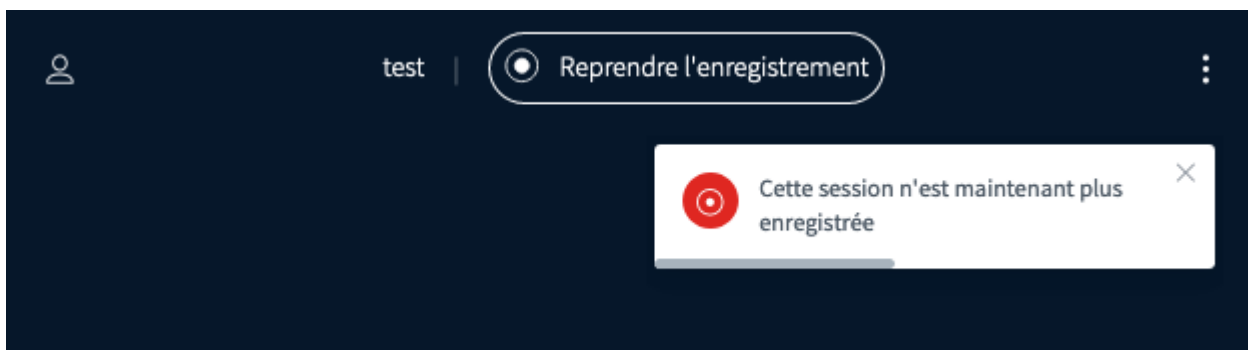 test | Reprendre l'enregistrement
Cette session n'est maintenant plus
enregistrée